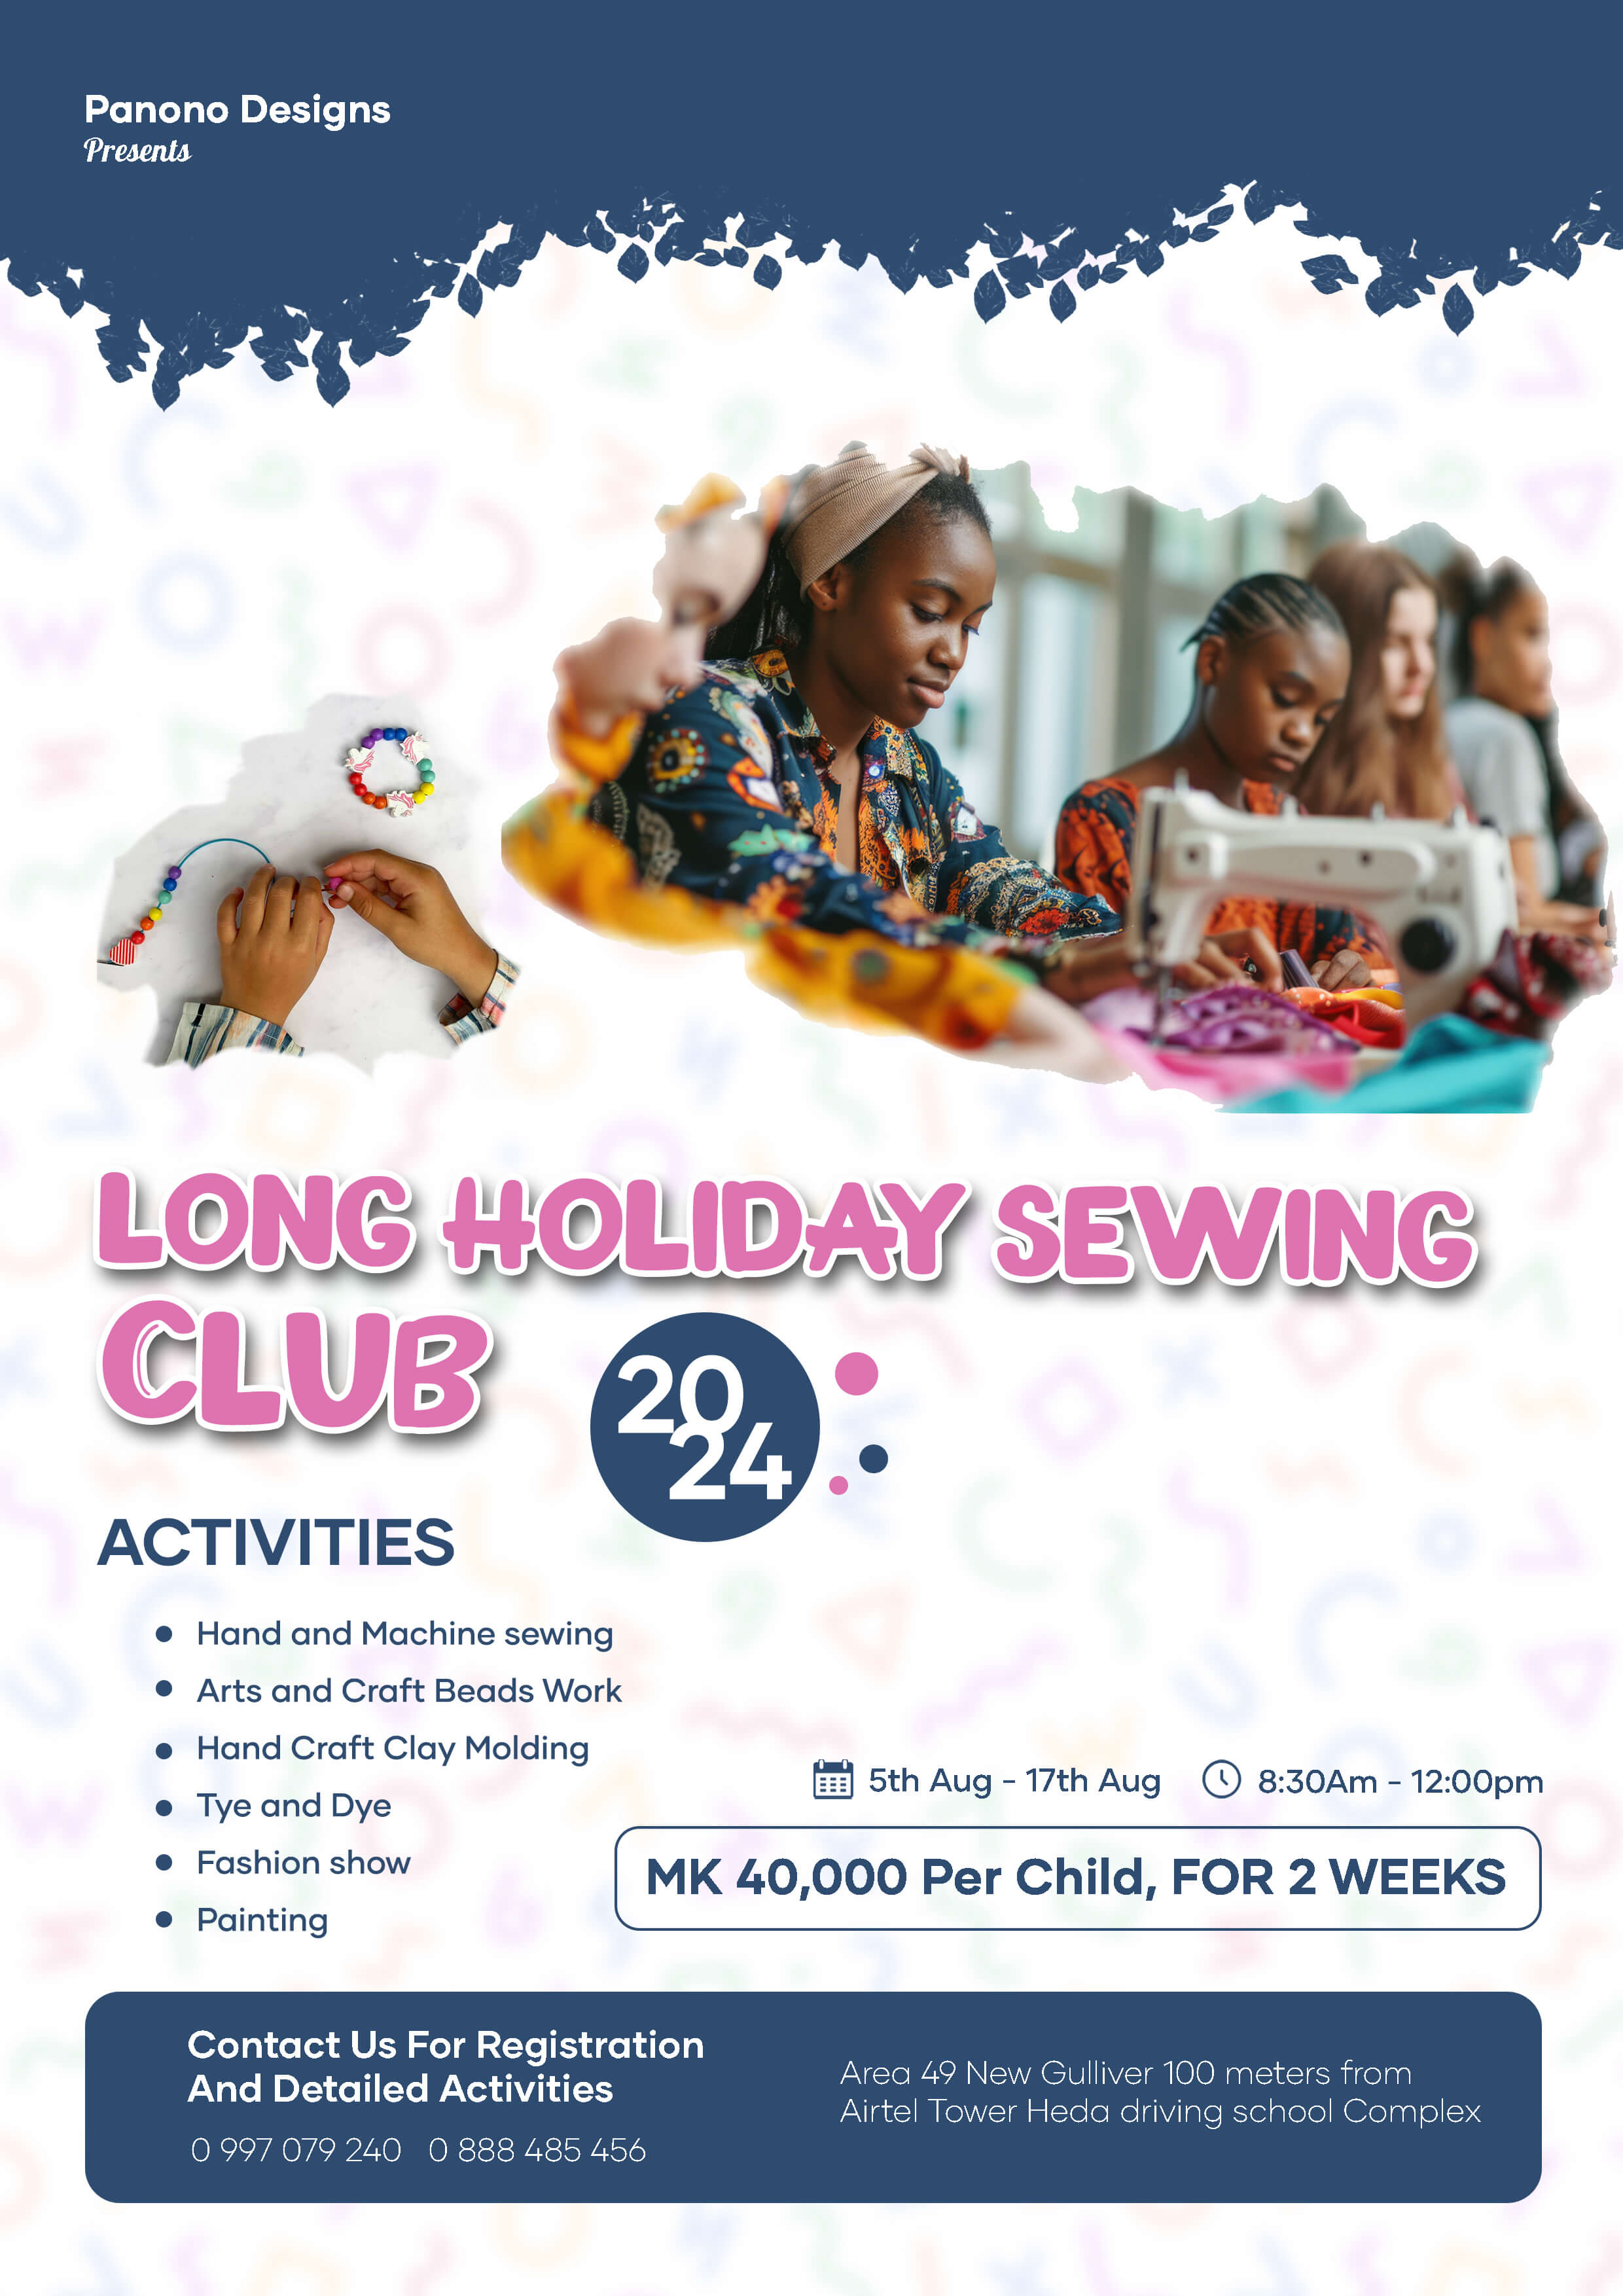 Panono Designs
Presents
LONG HOLIDAY SEWING
CLUB
20
24
ACTIVITIES
Hand and Machine sewing
Arts and Craft Beads Work
Hand Craft Clay Molding
Tye and Dye
Fashion show
Painting
5th Aug - 17th Aug 8:30Am - 12:00pm
MK 40,000 Per Child, FOR 2 WEEKS
Contact Us For Registration
And Detailed Activities
0 997 079 240 0 888 485 456
Area 49 New Gulliver 100 meters from
Airtel Tower Heda driving school Complex